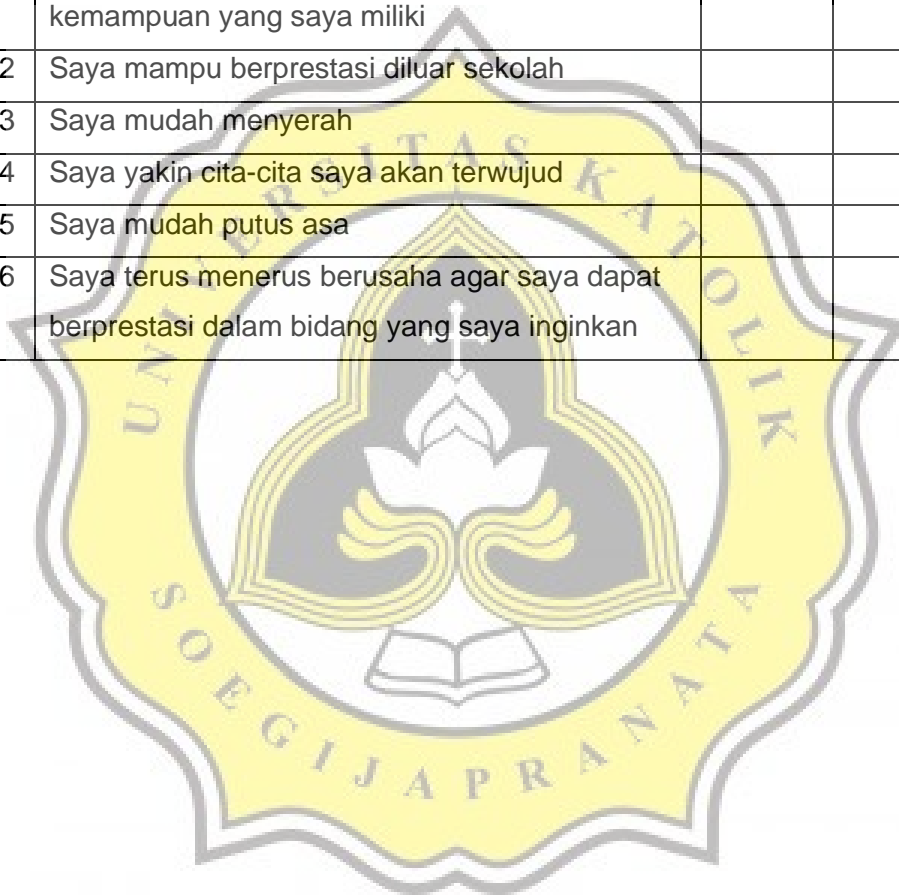 kemampuan yang saya miliki
2 Saya mampu berprestasi diluar sekolah
3 Saya mudah menyerah
4 Saya yakin cita-cita saya akan terwujud
5 Saya mudah putus asa
6 Saya terus menerus berusaha agar saya dapat
berprestasi dalam bidang yang saya inginkan
UNIVERSITAS KATOLIK
SOEGIJAPRANATA